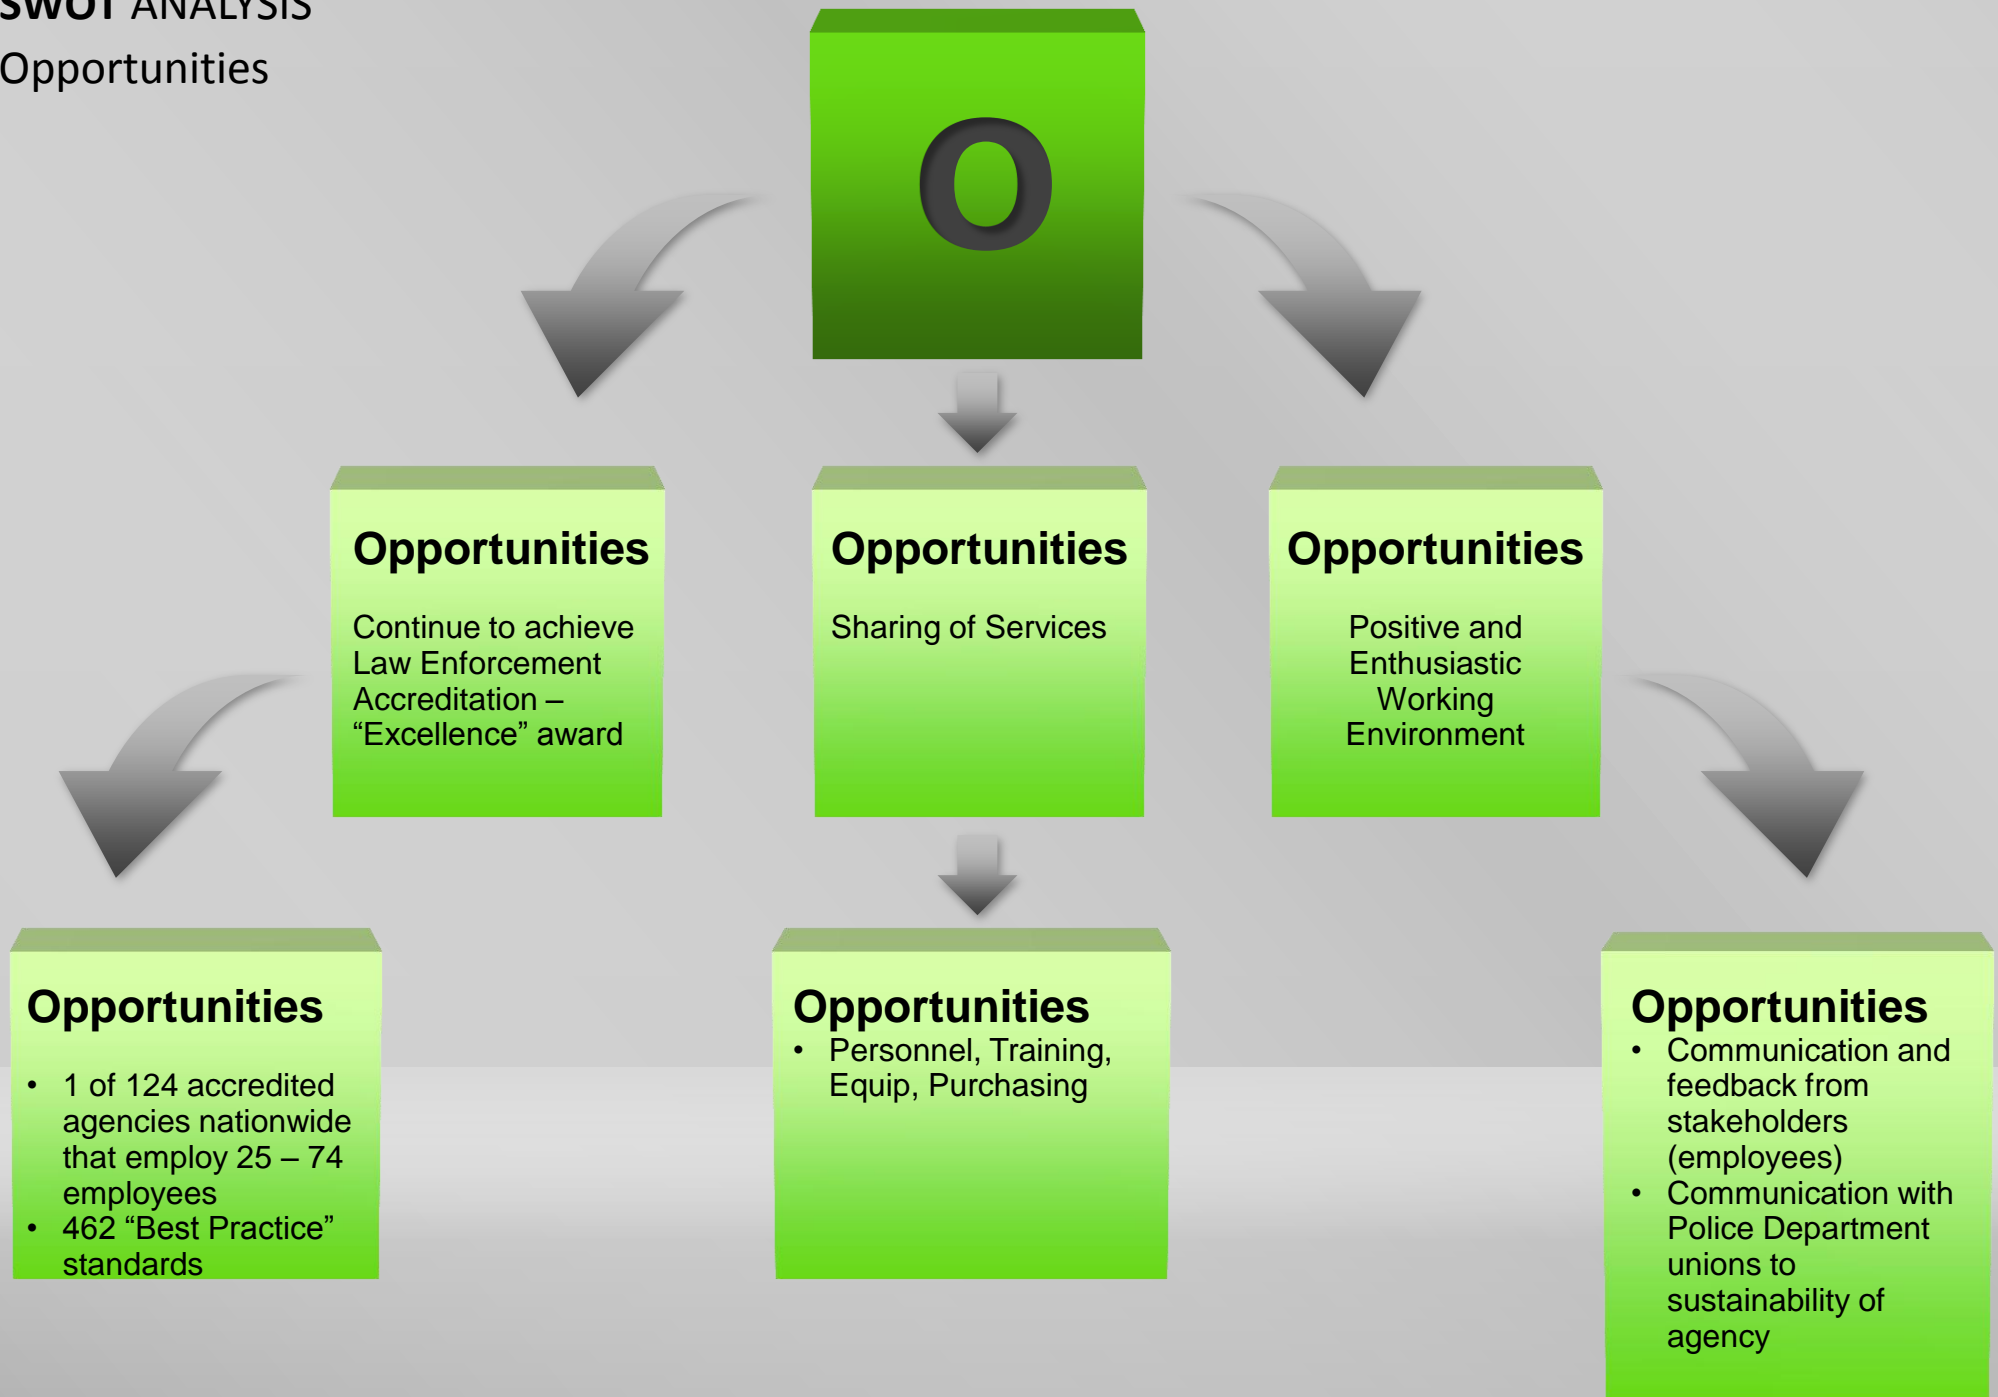 SWOT ANALYSIS
Opportunities
O
Opportunities
Continue to achieve
Law Enforcement
Accreditation –
“Excellence” award
Opportunities
Sharing of Services
Opportunities
Positive and
Enthusiastic
Working
Environment
Opportunities
• 1 of 124 accredited
agencies nationwide
that employ 25 – 74
employees
• 462 “Best Practice”
standards
Opportunities
• Personnel, Training,
Equip, Purchasing
Opportunities
• Communication and
feedback from
stakeholders
(employees)
• Communication with
Police Department
unions to
sustainability of
agency